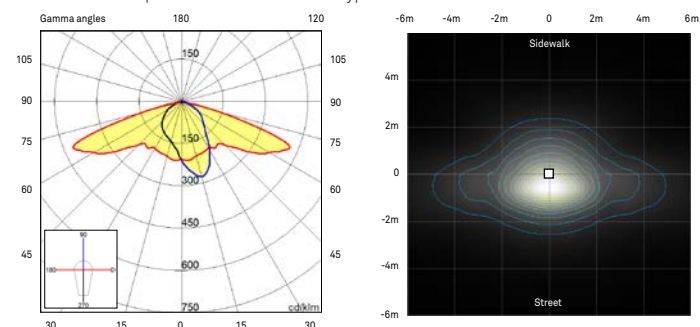 Gamma angles 180 120
105 105
90 90
75 75
60 60
45 45
30 15 0 15 30
150
150
300
450
600
750
cd/klm
90
180 0
270
-6m -4m -2m 0 2m 4m 6m
Sidewalk
4m
2m
0
-2m
-4m
-6m
Street